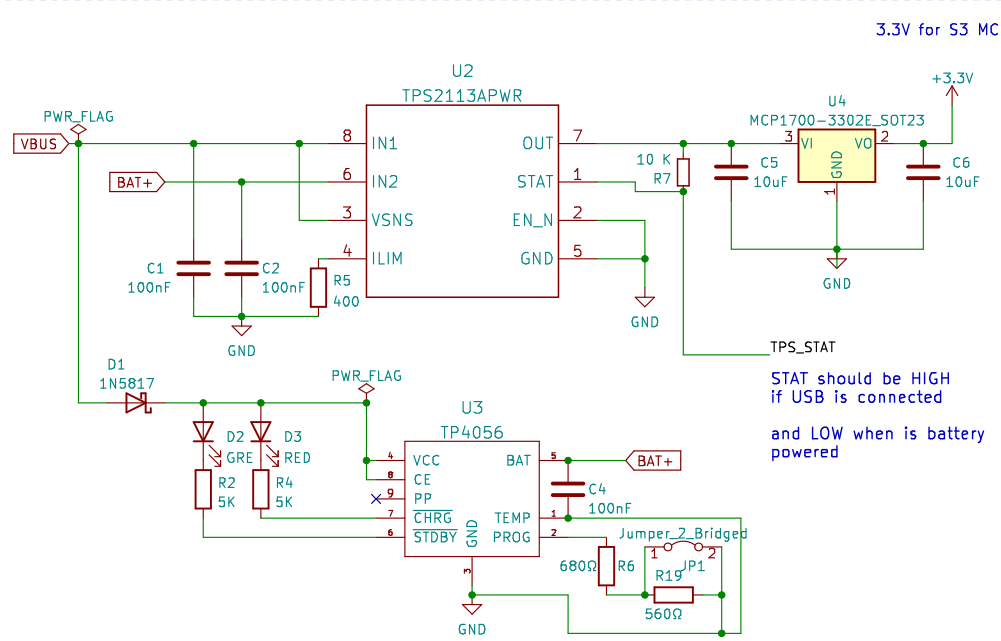 3.3V for S3 MC
U2
TPS2113APWR
+3.3V
U4
MCP1700-3302E_SOT23
PWR_FLAG
VBUS
8 IN1
OUT 7
3 VI
VO 2
GND
1
BAT+
6 IN2
STAT 1
10 K
R7
C5
10uF
C6
10uF
3 VSNS
EN_N 2
4 ILIM
GND 5
C1
100nF
C2
100nF
R5
400
GND
GND
GND
TPS_STAT
STAT should be HIGH
if USB is connected
and LOW when is battery
powered
D1
1N5817
PWR_FLAG
U3
TP4056
D2
GRE
D3
RED
4 VCC
BAT 5
BAT+
8 CE
9 PP
R2
5K
R4
5K
C4
100nF
7 CHRG
TEMP 1
6 STDBY
PROG 2
GND
3
Jumper_2_Bridged
1 2
JP1
680Ω R6
R19
560Ω
GND